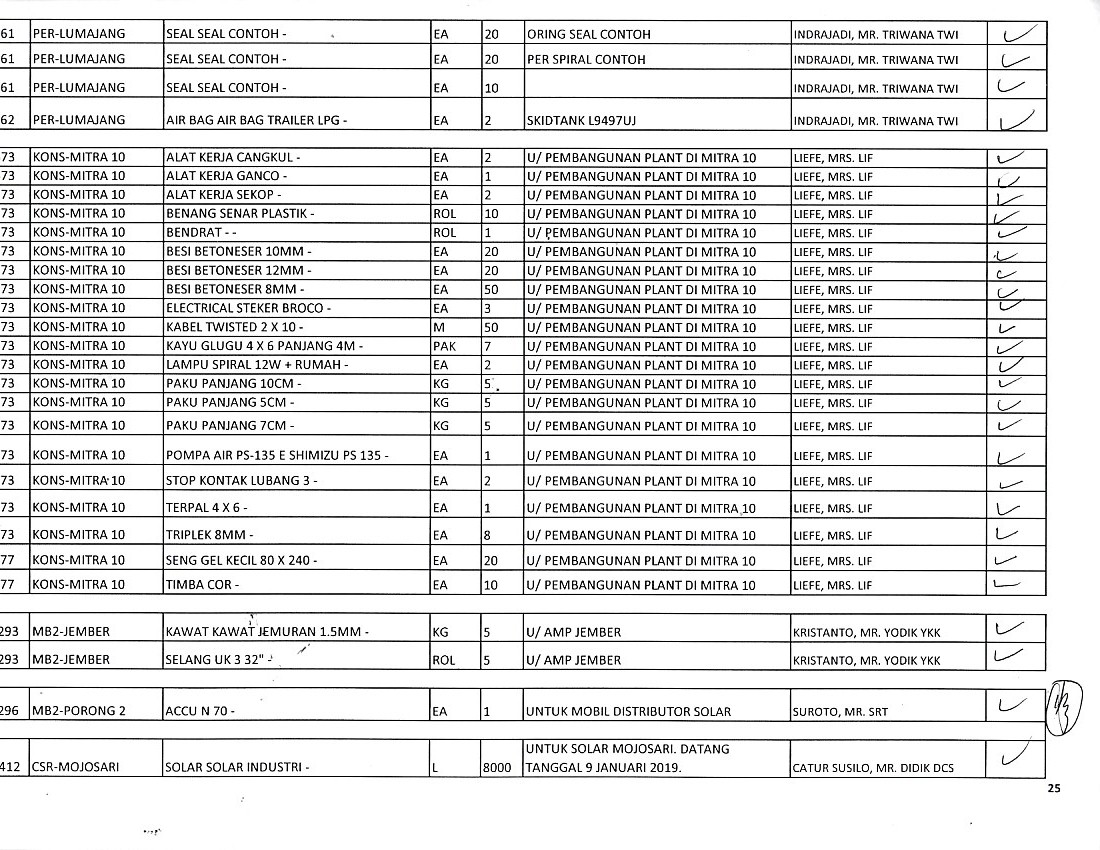 61 PER-LUMAJANG SEAL SEAL CONTOH - EA 20 ORING SEAL CONTOH INDRAJADI, MR. TRIWANA TWI
61 PER-LUMAJANG SEAL SEAL CONTOH - EA 20 PER SPIRAL CONTOH INDRAJADI, MR. TRIWANA TWI
61 PER-LUMAJANG SEAL SEAL CONTOH - EA 10 INDRAJADI, MR. TRIWANA TWI
62 PER-LUMAJANG AIR BAG AIR BAG TRAILER LPG - EA 2 SKIDTANK L9497UJ INDRAJADI, MR. TRIWANA TWI
73 KONS-MITRA 10 ALAT KERJA CANGKUL - EA 2 U/ PEMBANGUNAN PLANT DI MITRA 10 LIEFE, MRS. LIF
73 KONS-MITRA 10 ALAT KERJA GANCO - EA 1 U/ PEMBANGUNAN PLANT DI MITRA 10 LIEFE, MRS. LIF
73 KONS-MITRA 10 ALAT KERJA SEKOP - EA 2 U/ PEMBANGUNAN PLANT DI MITRA 10 LIEFE, MRS. LIF
73 KONS-MITRA 10 BENANG SENAR PLASTIK - ROL 10 U/ PEMBANGUNAN PLANT DI MITRA 10 LIEFE, MRS. LIF
73 KONS-MITRA 10 BENDRAT - - ROL 1 U/ PEMBANGUNAN PLANT DI MITRA 10 LIEFE, MRS. LIF
73 KONS-MITRA 10 BESI BETONESER 10MM - EA 20 U/ PEMBANGUNAN PLANT DI MITRA 10 LIEFE, MRS. LIF
73 KONS-MITRA 10 BESI BETONESER 12MM - EA 20 U/ PEMBANGUNAN PLANT DI MITRA 10 LIEFE, MRS. LIF
73 KONS-MITRA 10 BESI BETONESER 8MM - EA 50 U/ PEMBANGUNAN PLANT DI MITRA 10 LIEFE, MRS. LIF
73 KONS-MITRA 10 ELECTRICAL STEKER BROCO - EA 3 U/ PEMBANGUNAN PLANT DI MITRA 10 LIEFE, MRS. LIF
73 KONS-MITRA 10 KABEL TWISTED 2 X 10 - M 50 U/ PEMBANGUNAN PLANT DI MITRA 10 LIEFE, MRS. LIF
73 KONS-MITRA 10 KAYU GLUGU 4 X 6 PANJANG 4M - PAK 7 U/ PEMBANGUNAN PLANT DI MITRA 10 LIEFE, MRS. LIF
73 KONS-MITRA 10 LAMPU SPIRAL 12W + RUMAH - EA 2 U/ PEMBANGUNAN PLANT DI MITRA 10 LIEFE, MRS. LIF
73 KONS-MITRA 10 PAKU PANJANG 10CM - KG 5 U/ PEMBANGUNAN PLANT DI MITRA 10 LIEFE, MRS. LIF
73 KONS-MITRA 10 PAKU PANJANG 5CM - KG 5 U/ PEMBANGUNAN PLANT DI MITRA 10 LIEFE, MRS. LIF
73 KONS-MITRA 10 PAKU PANJANG 7CM - KG 5 U/ PEMBANGUNAN PLANT DI MITRA 10 LIEFE, MRS. LIF
73 KONS-MITRA 10 POMPA AIR PS-135 E SHIMIZU PS 135 - EA 1 U/ PEMBANGUNAN PLANT DI MITRA 10 LIEFE, MRS. LIF
73 KONS-MITRA 10 STOP KONTAK LUBANG 3 - EA 2 U/ PEMBANGUNAN PLANT DI MITRA 10 LIEFE, MRS. LIF
73 KONS-MITRA 10 TERPAL 4 X 6 - EA 1 U/ PEMBANGUNAN PLANT DI MITRA 10 LIEFE, MRS. LIF
73 KONS-MITRA 10 TRIPLEK 8MM - EA 8 U/ PEMBANGUNAN PLANT DI MITRA 10 LIEFE, MRS. LIF
77 KONS-MITRA 10 SENG GEL KECIL 80 X 240 - EA 20 U/ PEMBANGUNAN PLANT DI MITRA 10 LIEFE, MRS. LIF
77 KONS-MITRA 10 TIMBA COR - EA 10 U/ PEMBANGUNAN PLANT DI MITRA 10 LIEFE, MRS. LIF
293 MB2-JEMBER KAWAT KAWAT JEMURAN 1.5MM - KG 5 U/ AMP JEMBER KRISTANTO, MR. YODIK YKK
293 MB2-JEMBER SELANG UK 3 32" - ROL 5 U/ AMP JEMBER KRISTANTO, MR. YODIK YKK
296 MB2-PORONG 2 ACCU N 70 - EA 1 UNTUK MOBIL DISTRIBUTOR SOLAR SUROTO, MR. SRT
UNTUK SOLAR MOJOSARI. DATANG
412 CSR-MOJOSARI SOLAR SOLAR INDUSTRI - L 8000 TANGGAL 9 JANUARI 2019. CATUR SUSILO, MR. DIDIK DCS
25